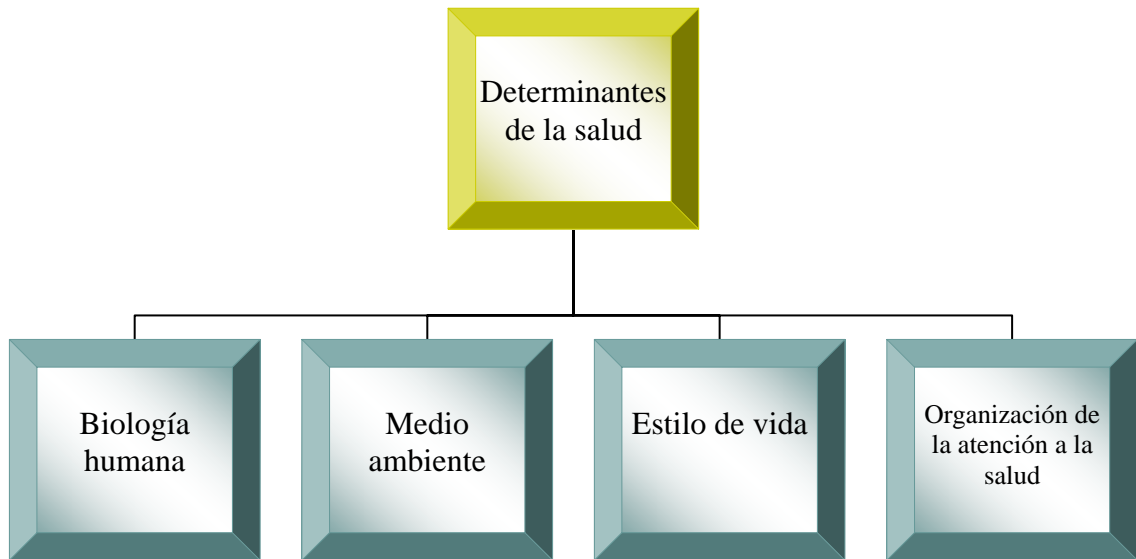 Determinantes
de la salud
Biología
humana
Medio
ambiente
Estilo de vida
Organización de
la atención a la
salud